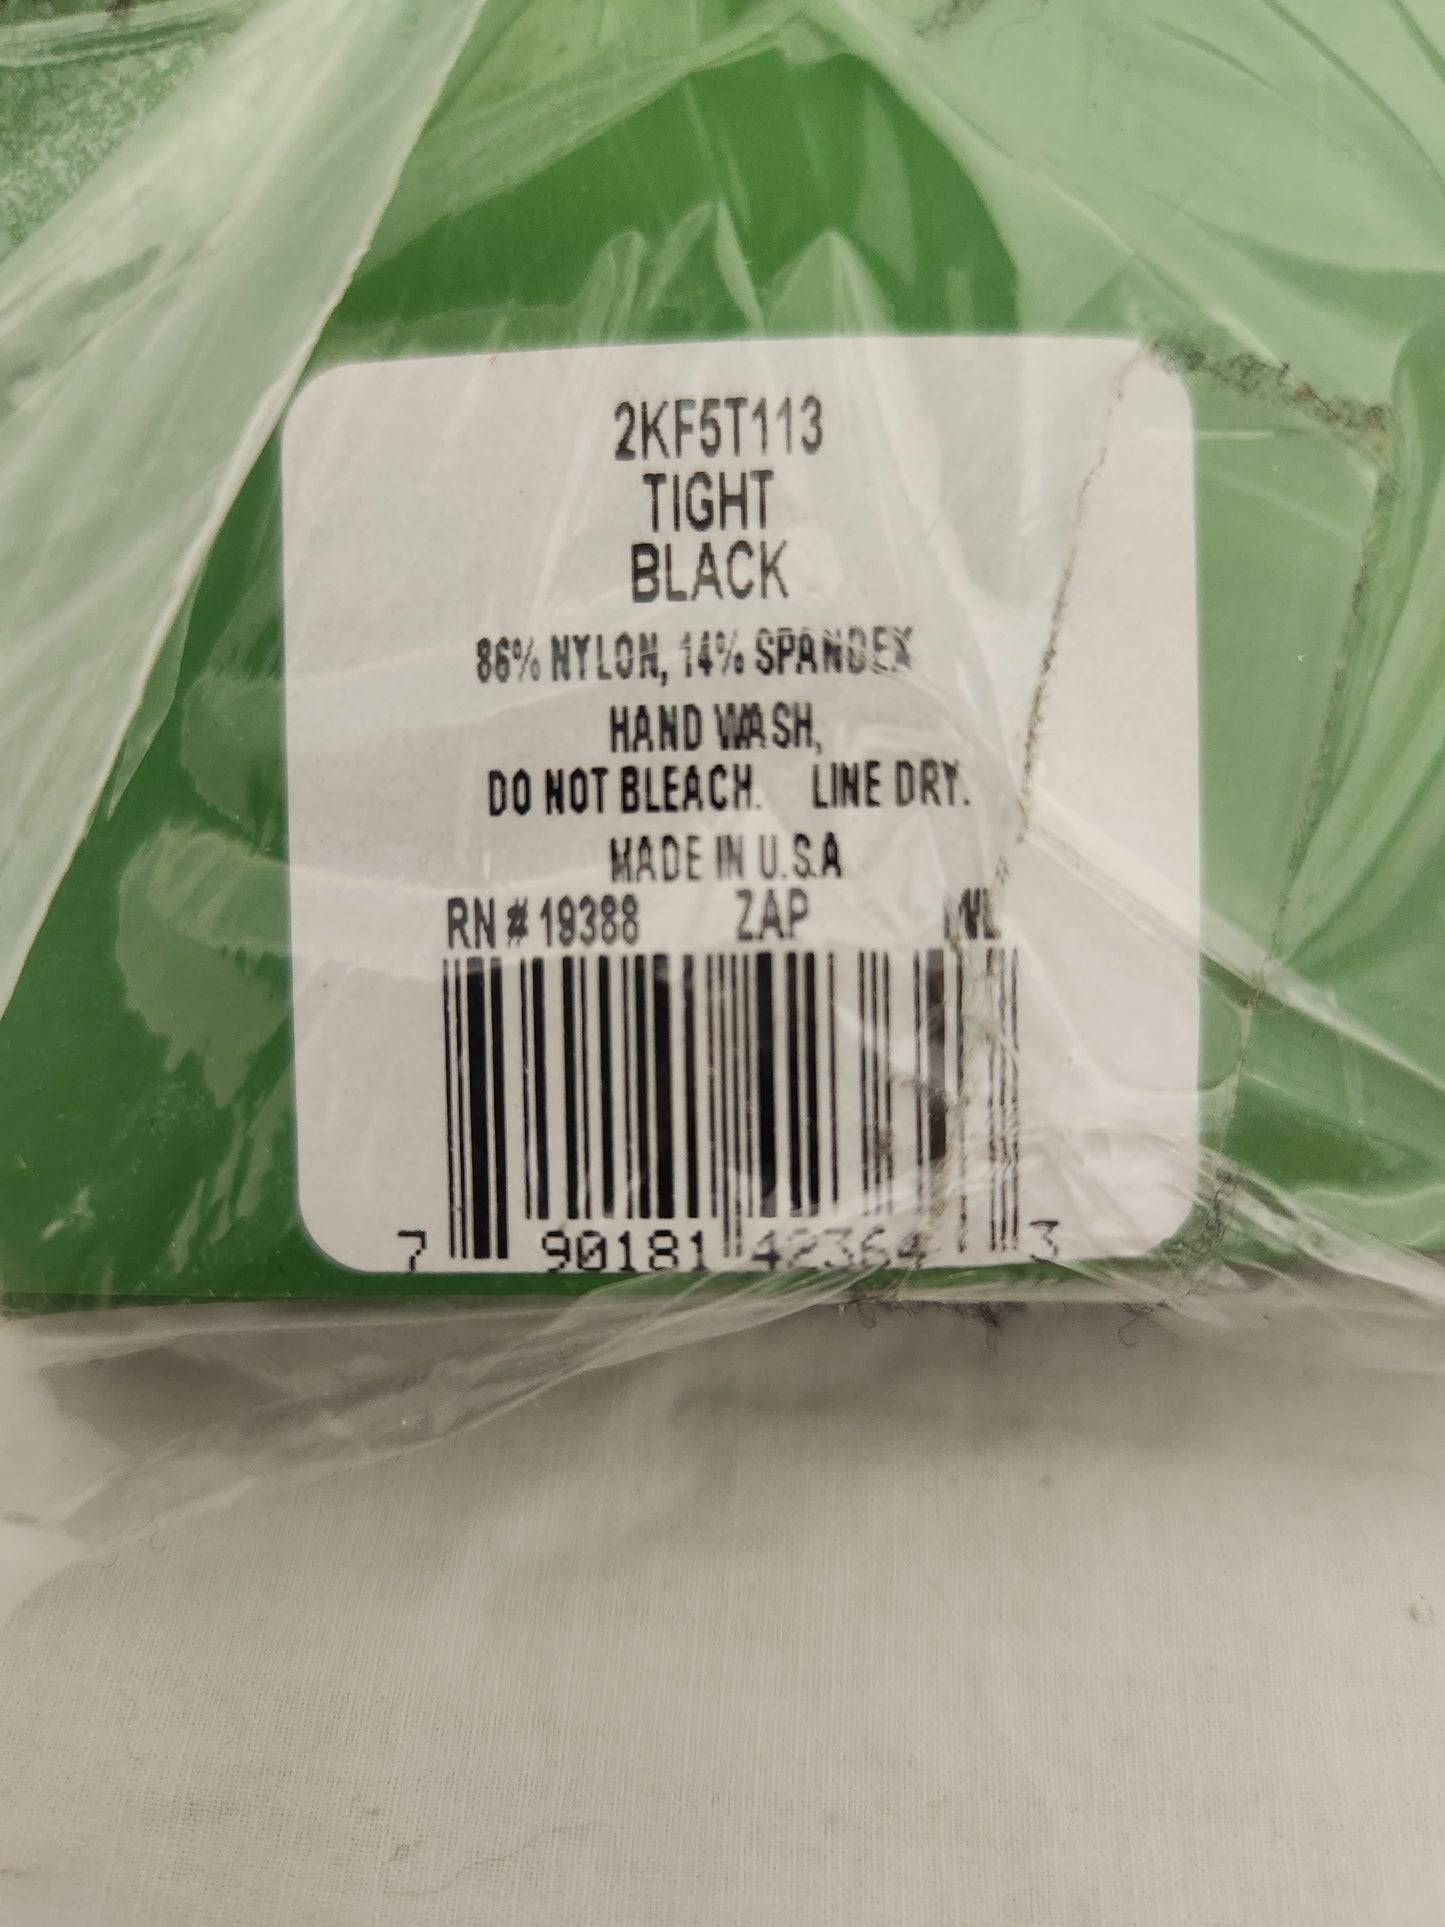 2KF5T113
TIGHT
BLACK
86% NYLON, 14% SPANDEX
HAND WASH,
DO NOT BLEACH. LINE DRY.
MADE IN U.S.A
RN # 19388 ZAP
7 90181 42364 3